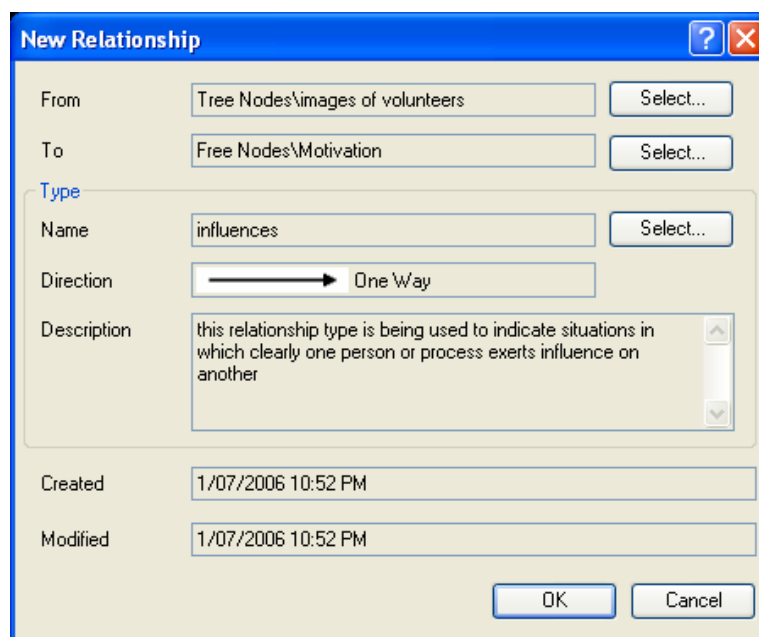 New Relationship
From Tree Nodes\images of volunteers Select...
To Free Nodes\Motivation Select...
Type
Name influences Select...
Direction One Way
Description this relationship type is being used to indicate situations in
which clearly one person or process exerts influence on
another
Created 1/07/2006 10:52 PM
Modified 1/07/2006 10:52 PM
OK Cancel